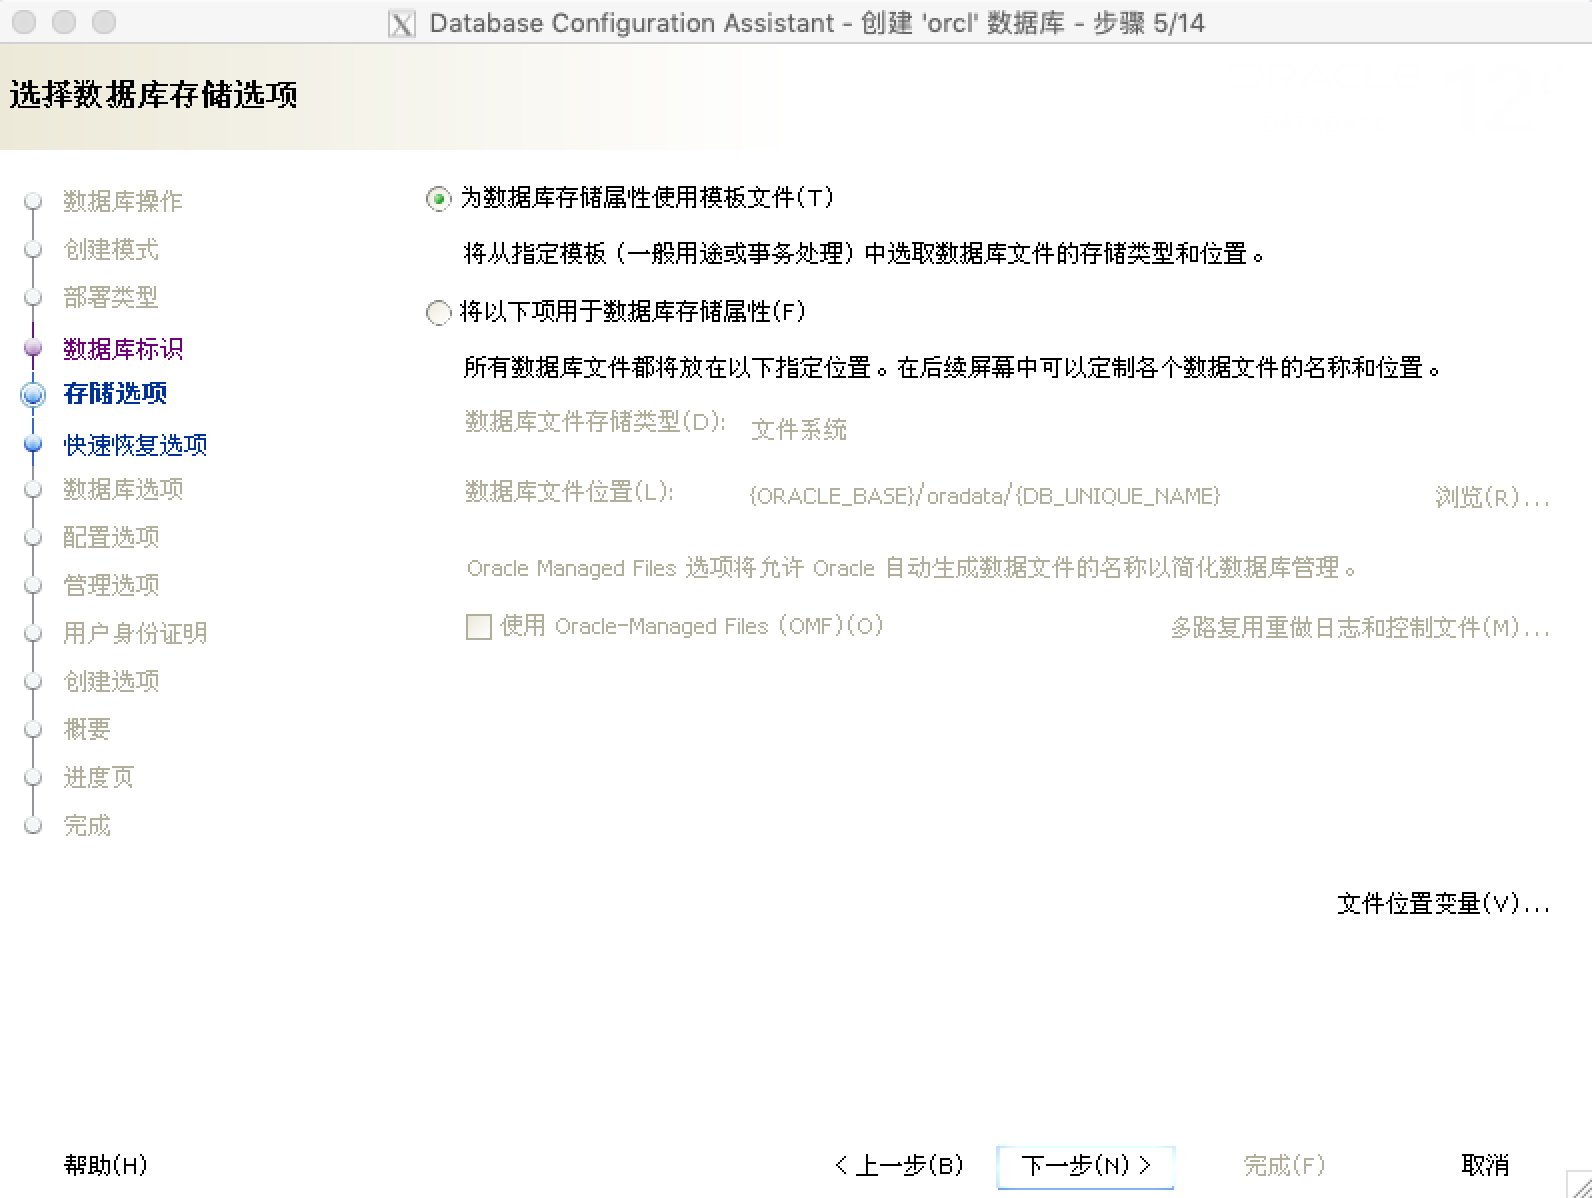 Database Configuration Assistant - 创建 'orcl' 数据库 - 步骤 5/14
选择数据库存储选项
数据库操作
创建模式
部署类型
数据库标识
存储选项
快速恢复选项
数据库选项
配置选项
管理选项
用户身份证明
创建选项
概要
进度页
完成
为数据库存储属性使用模板文件(T)
将从指定模板 (一般用途或事务处理) 中选取数据库文件的存储类型和位置。
将以下项用于数据库存储属性(F)
所有数据库文件都将放在以下指定位置。在后续屏幕中可以定制各个数据文件的名称和位置。
数据库文件存储类型(D): 文件系统
数据库文件位置(L): {ORACLE_BASE}/oradata/{DB_UNIQUE_NAME} 浏览(R)...
Oracle Managed Files 选项将允许 Oracle 自动生成数据文件的名称以简化数据库管理。
使用 Oracle-Managed Files (OMF)(O) 多路复用重做日志和控制文件(M)...
文件位置变量(V)...
帮助(H) < 上一步(B) 下一步(N) > 完成(F) 取消